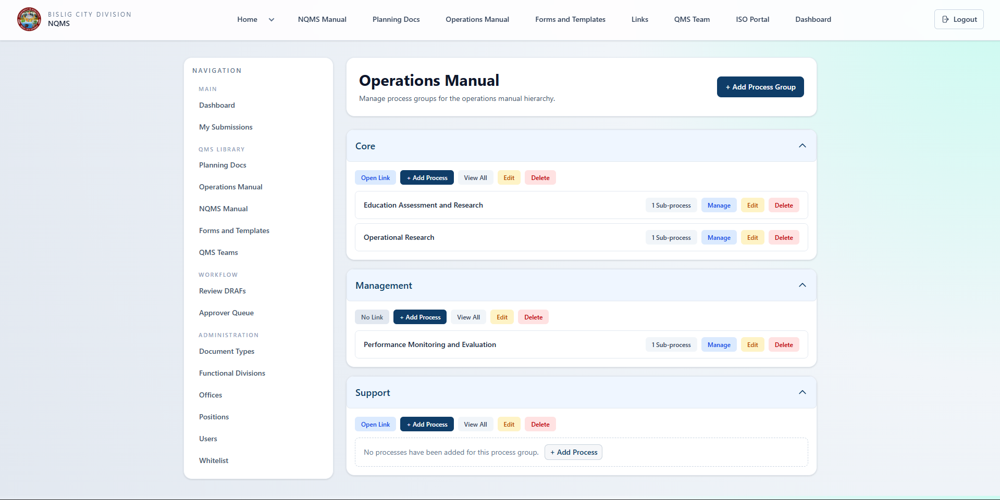 BISLIG CITY DIVISION
NQMS
Home
NQMS Manual
Planning Docs
Operations Manual
Forms and Templates
Links
QMS Team
ISO Portal
Dashboard
Logout
NAVIGATION
MAIN
Dashboard
My Submissions
QMS LIBRARY
Planning Docs
Operations Manual
NQMS Manual
Forms and Templates
QMS Teams
WORKFLOW
Review DRAFs
Approver Queue
ADMINISTRATION
Document Types
Functional Divisions
Offices
Positions
Users
Whitelist
Operations Manual
Manage process groups for the operations manual hierarchy.
+ Add Process Group
Core
Open Link
+ Add Process
View All
Edit
Delete
Education Assessment and Research
1 Sub-process
Manage
Edit
Delete
Operational Research
1 Sub-process
Manage
Edit
Delete
Management
No Link
+ Add Process
View All
Edit
Delete
Performance Monitoring and Evaluation
1 Sub-process
Manage
Edit
Delete
Support
Open Link
+ Add Process
View All
Edit
Delete
No processes have been added for this process group.
+ Add Process